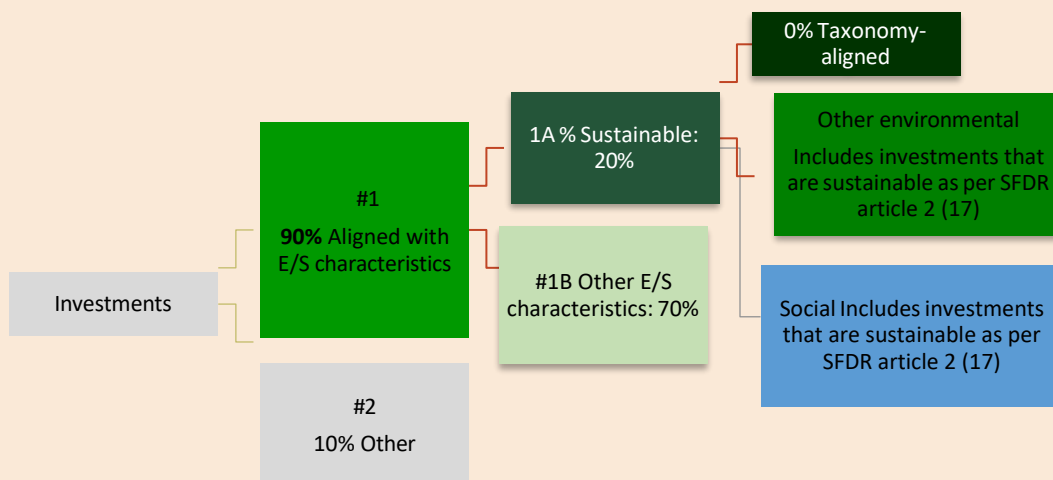 Investments
#1
90% Aligned with
E/S characteristics
#2
10% Other
1A % Sustainable:
20%
#1B Other E/S
characteristics: 70%
0% Taxonomy-
aligned
Other environmental
Includes investments that
are sustainable as per SFDR
article 2 (17)
Social Includes investments
that are sustainable as per
SFDR article 2 (17)